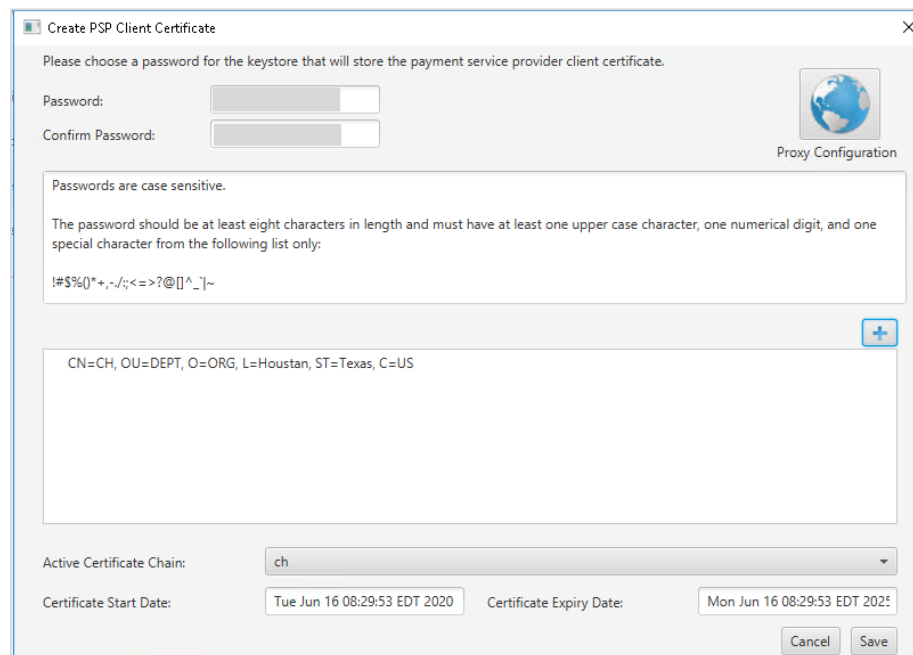 Create PSP Client Certificate
Please choose a password for the keystore that will store the payment service provider client certificate.
Password:
Confirm Password:
Proxy Configuration
Passwords are case sensitive.
The password should be at least eight characters in length and must have at least one upper case character, one numerical digit, and one
special character from the following list only:
!#$%()*+,-./:;<=>?@[]^_`|~
CN=CH, OU=DEPT, O=ORG, L=Houstan, ST=Texas, C=US
Active Certificate Chain: ch
Certificate Start Date: Tue Jun 16 08:29:53 EDT 2020 Certificate Expiry Date: Mon Jun 16 08:29:53 EDT 2025
Cancel Save